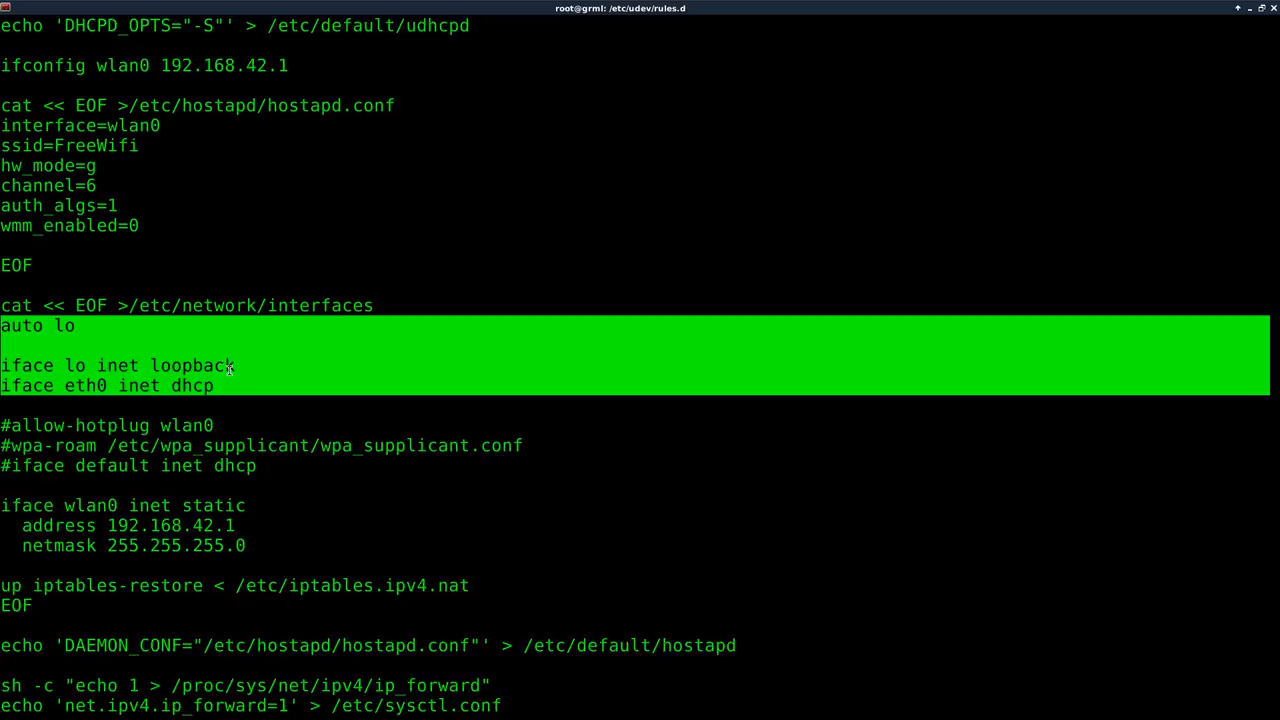 root@grml: /etc/udev/rules.d
echo 'DHCPD_OPTS="-S"' > /etc/default/udhcpd
ifconfig wlan0 192.168.42.1
cat << EOF >/etc/hostapd/hostapd.conf
interface=wlan0
ssid=FreeWifi
hw_mode=g
channel=6
auth_algs=1
wmm_enabled=0
EOF
cat << EOF >/etc/network/interfaces
auto lo
iface lo inet loopback
iface eth0 inet dhcp
#allow-hotplug wlan0
#wpa-roam /etc/wpa_supplicant/wpa_supplicant.conf
#iface default inet dhcp
iface wlan0 inet static
  address 192.168.42.1
  netmask 255.255.255.0
up iptables-restore < /etc/iptables.ipv4.nat
EOF
echo 'DAEMON_CONF="/etc/hostapd/hostapd.conf"' > /etc/default/hostapd
sh -c "echo 1 > /proc/sys/net/ipv4/ip_forward"
echo 'net.ipv4.ip_forward=1' > /etc/sysctl.conf